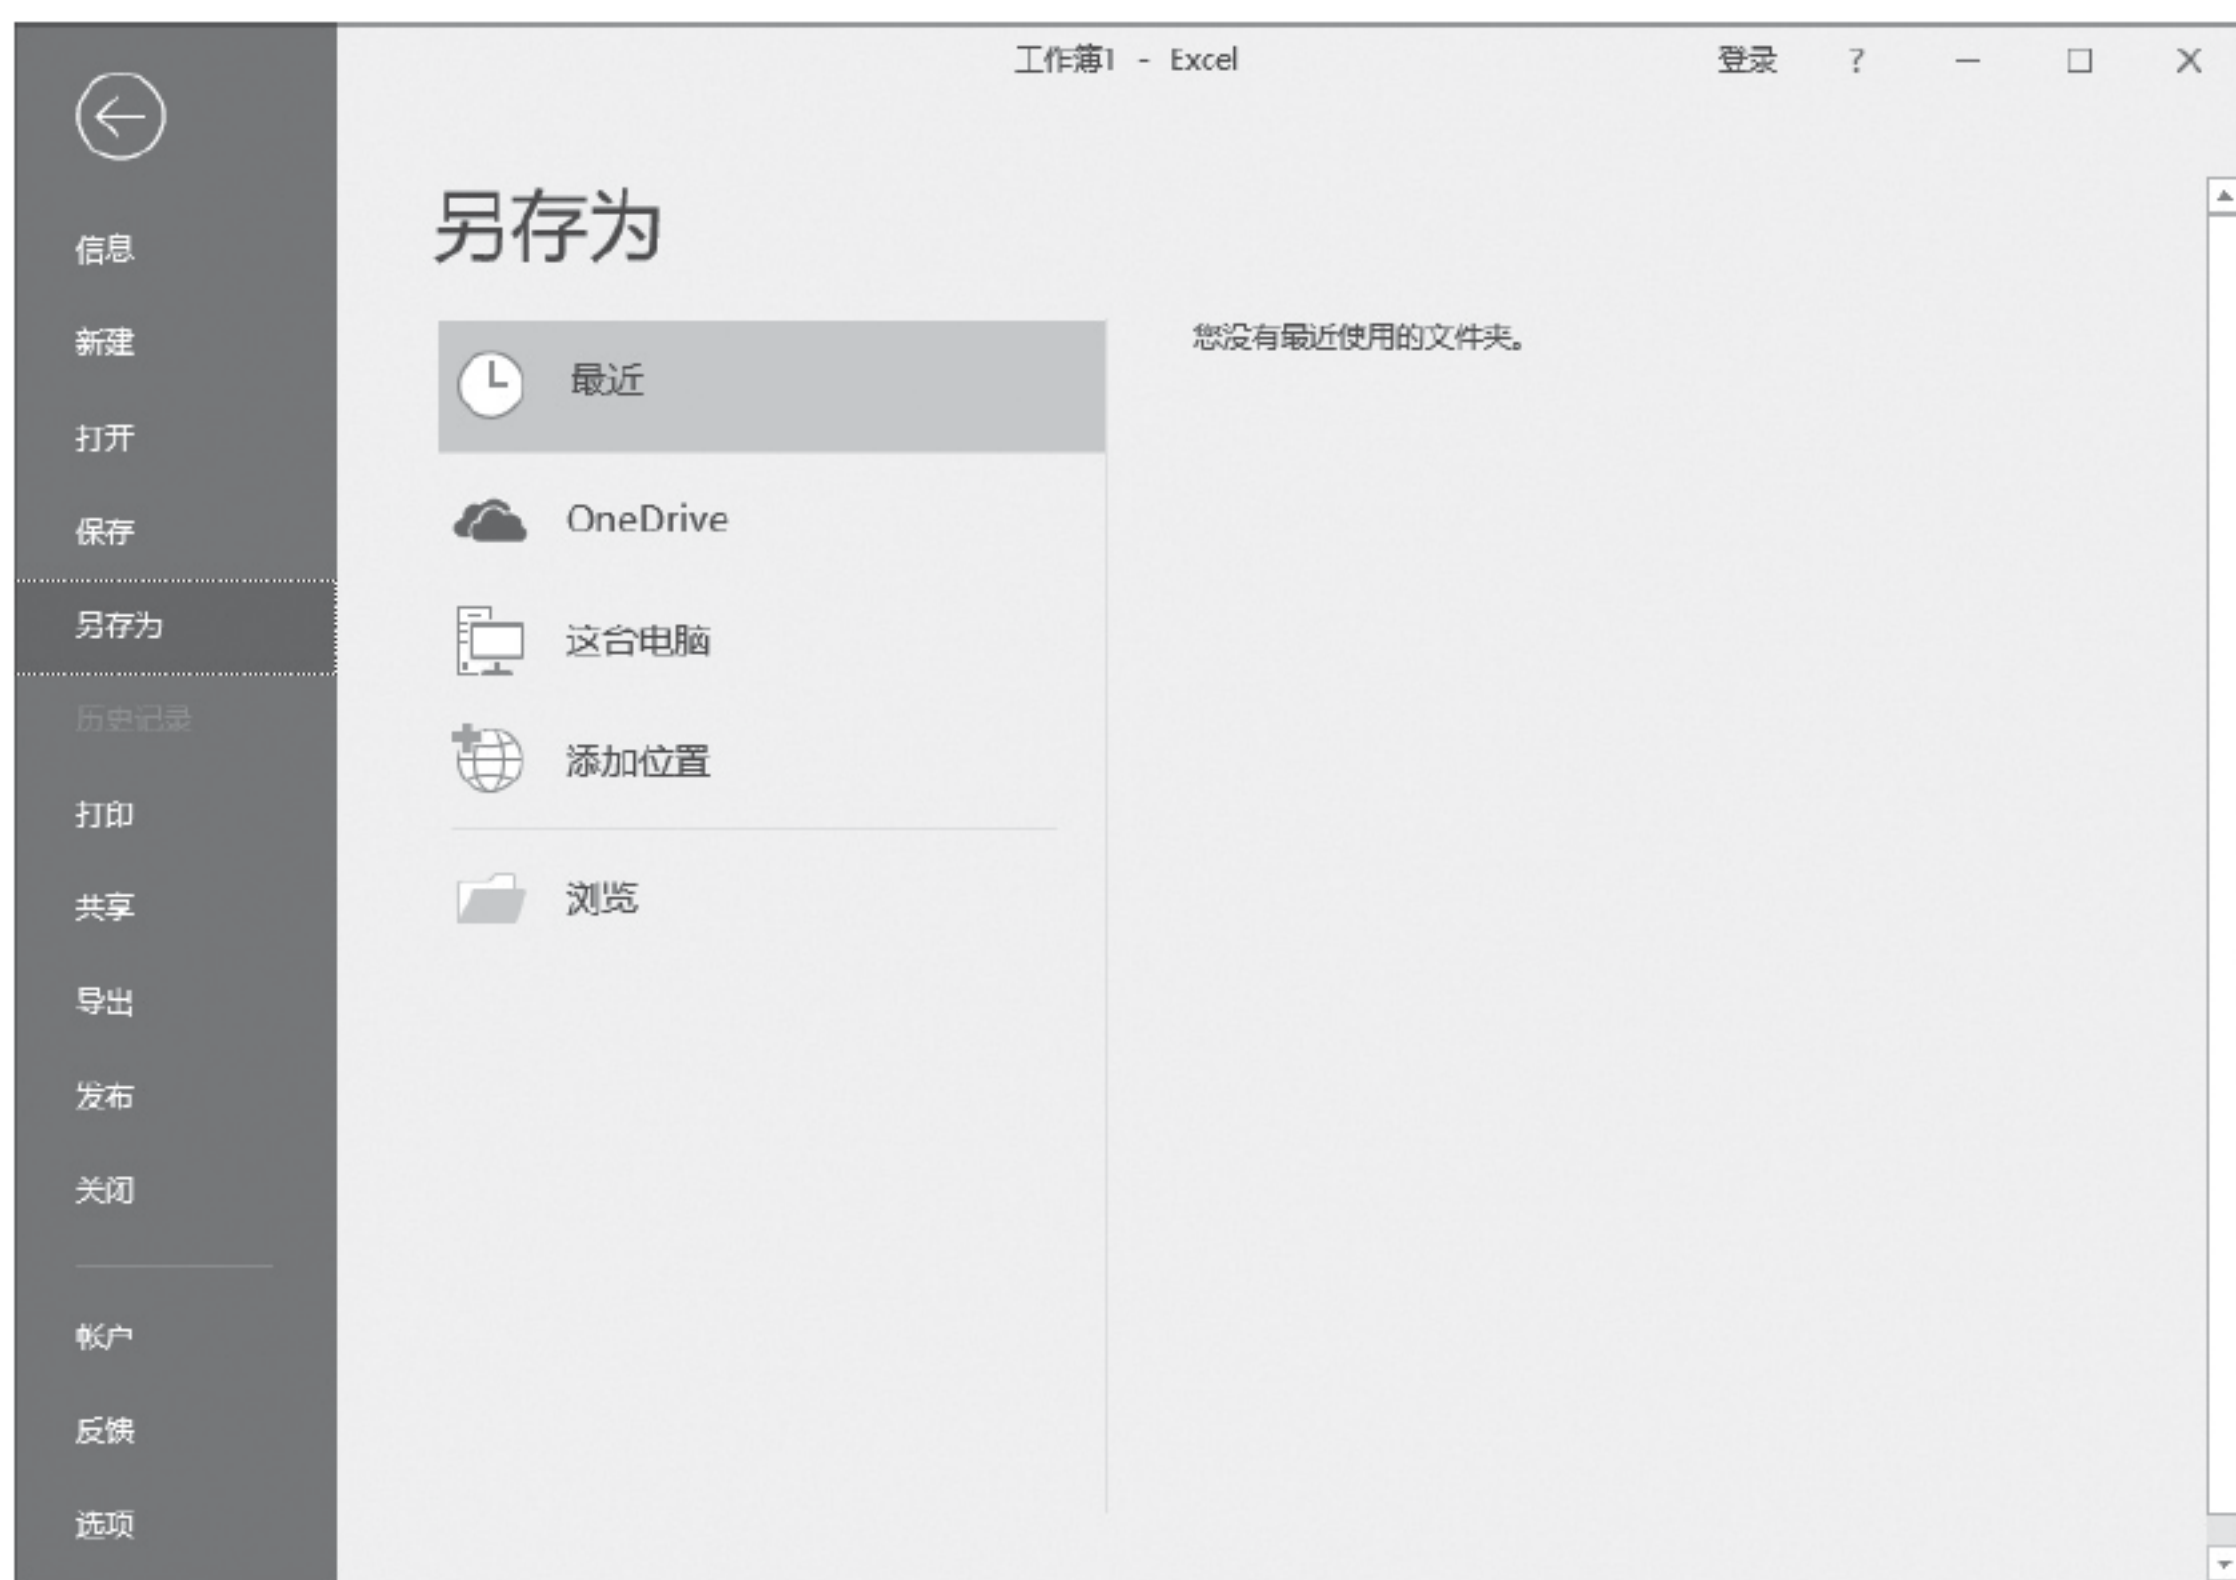 工作簿1 - Excel
登录
?
信息
新建
打开
保存
另存为
历史记录
打印
共享
导出
发布
关闭
帐户
反馈
选项
另存为
最近
OneDrive
这台电脑
添加位置
浏览
您没有最近使用的文件夹。